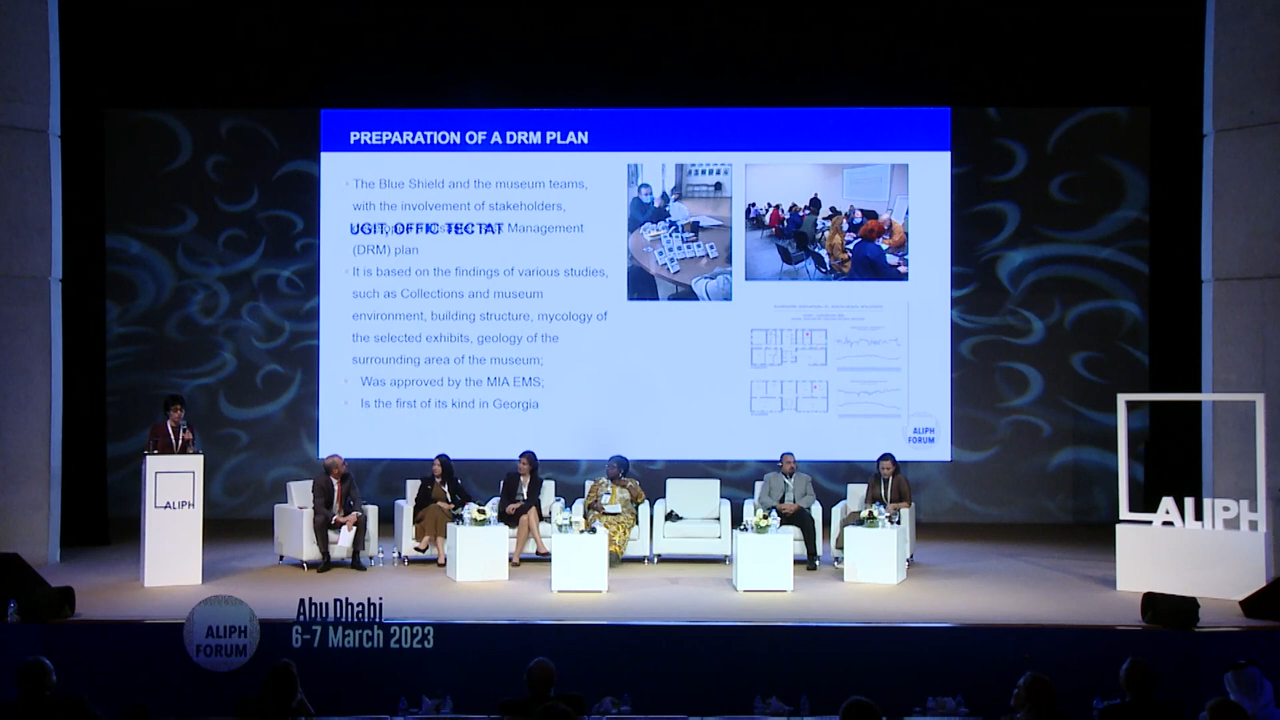 PREPARATION OF A DRM PLAN
The Blue Shield and the museum teams,
with the involvement of stakeholders,
UGIT, OFFIC TECTAT Management
(DRM) plan
It is based on the findings of various studies,
such as Collections and museum
environment, building structure, mycology of
the selected exhibits, geology of the
surrounding area of the museum;
Was approved by the MIA EMS;
Is the first of its kind in Georgia
ALIPH
FORUM
ALIPH
ALIPH
ALIPH
FORUM
Abu Dhabi
6-7 March 2023